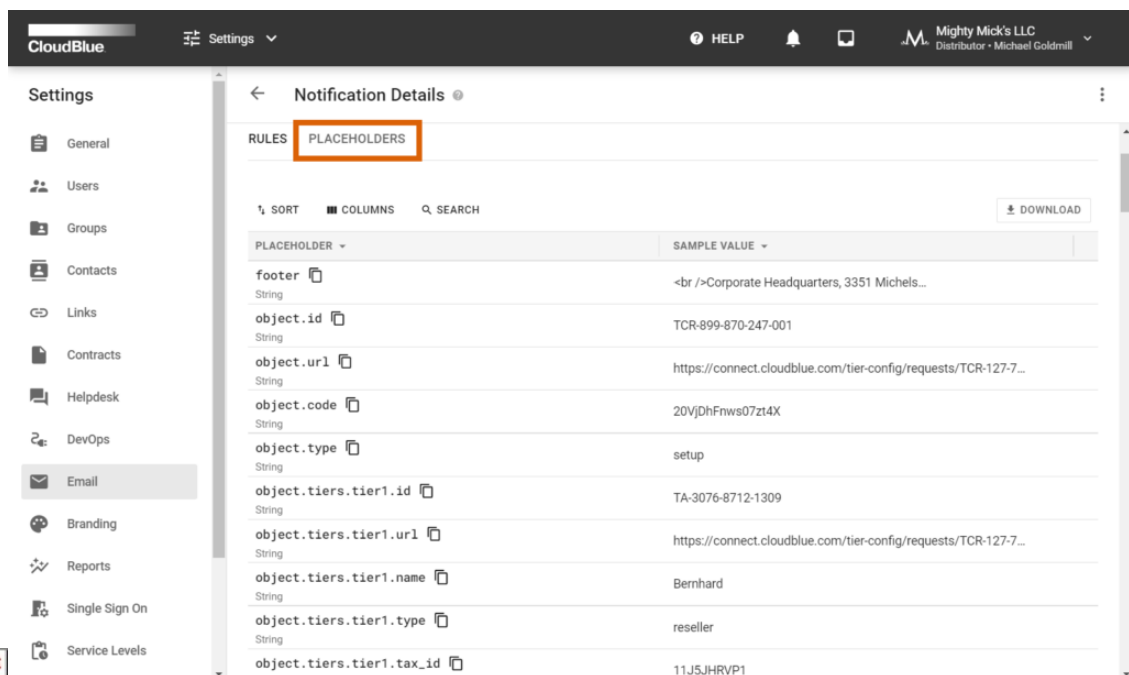 CloudBlue
Settings
HELP
Mighty Mick's LLC
Distributor • Michael Goldmill
Settings
General
Users
Groups
Contacts
Links
Contracts
Helpdesk
DevOps
Email
Branding
Reports
Single Sign On
Service Levels
Notification Details
RULES PLACEHOLDERS
SORT COLUMNS SEARCH DOWNLOAD
PLACEHOLDER SAMPLE VALUE
footer <br />Corporate Headquarters, 3351 Michels...
String
object.id TCR-899-870-247-001
String
object.url https://connect.cloudblue.com/tier-config/requests/TCR-127-7...
String
object.code 20VjDhFnws07zt4X
String
object.type setup
String
object.tiers.tier1.id TA-3076-8712-1309
String
object.tiers.tier1.url https://connect.cloudblue.com/tier-config/requests/TCR-127-7...
String
object.tiers.tier1.name Bernhard
String
object.tiers.tier1.type reseller
String
object.tiers.tier1.tax_id 11J5JHRVP1